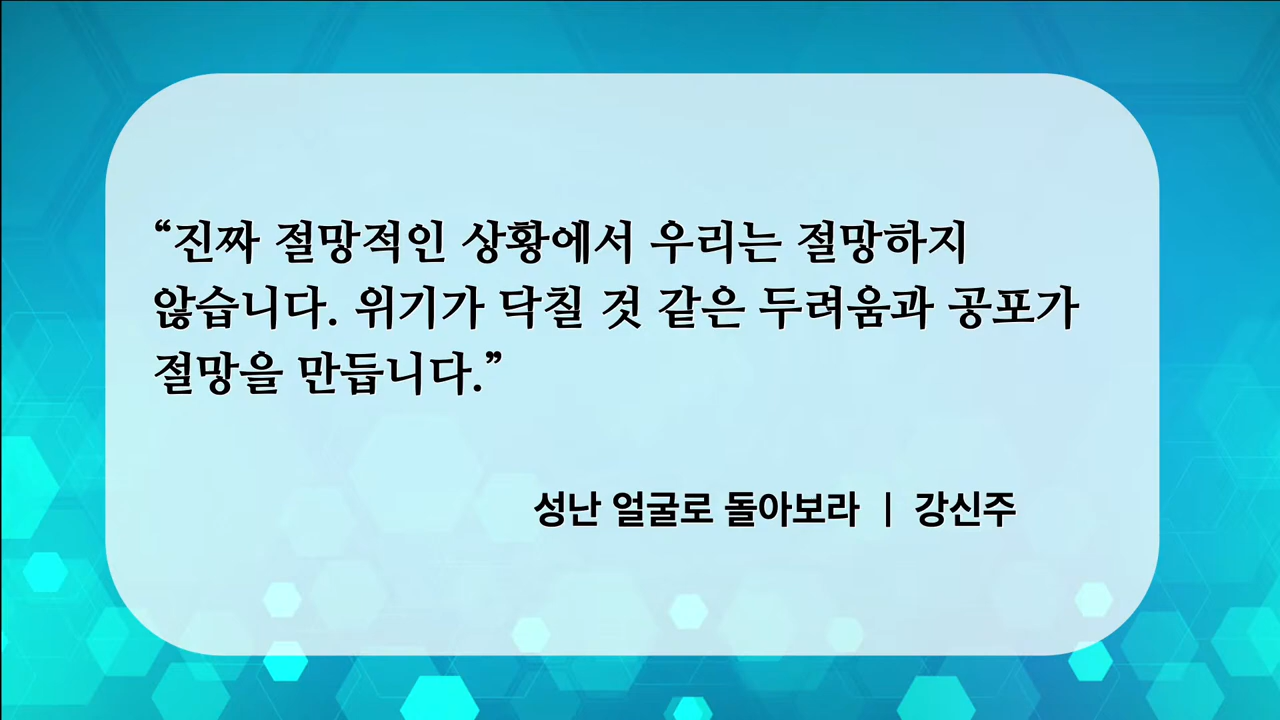 “진짜 절망적인 상황에서 우리는 절망하지
않습니다. 위기가 닥칠 것 같은 두려움과 공포가
절망을 만듭니다.”
성난 얼굴로 돌아보라 | 강신주